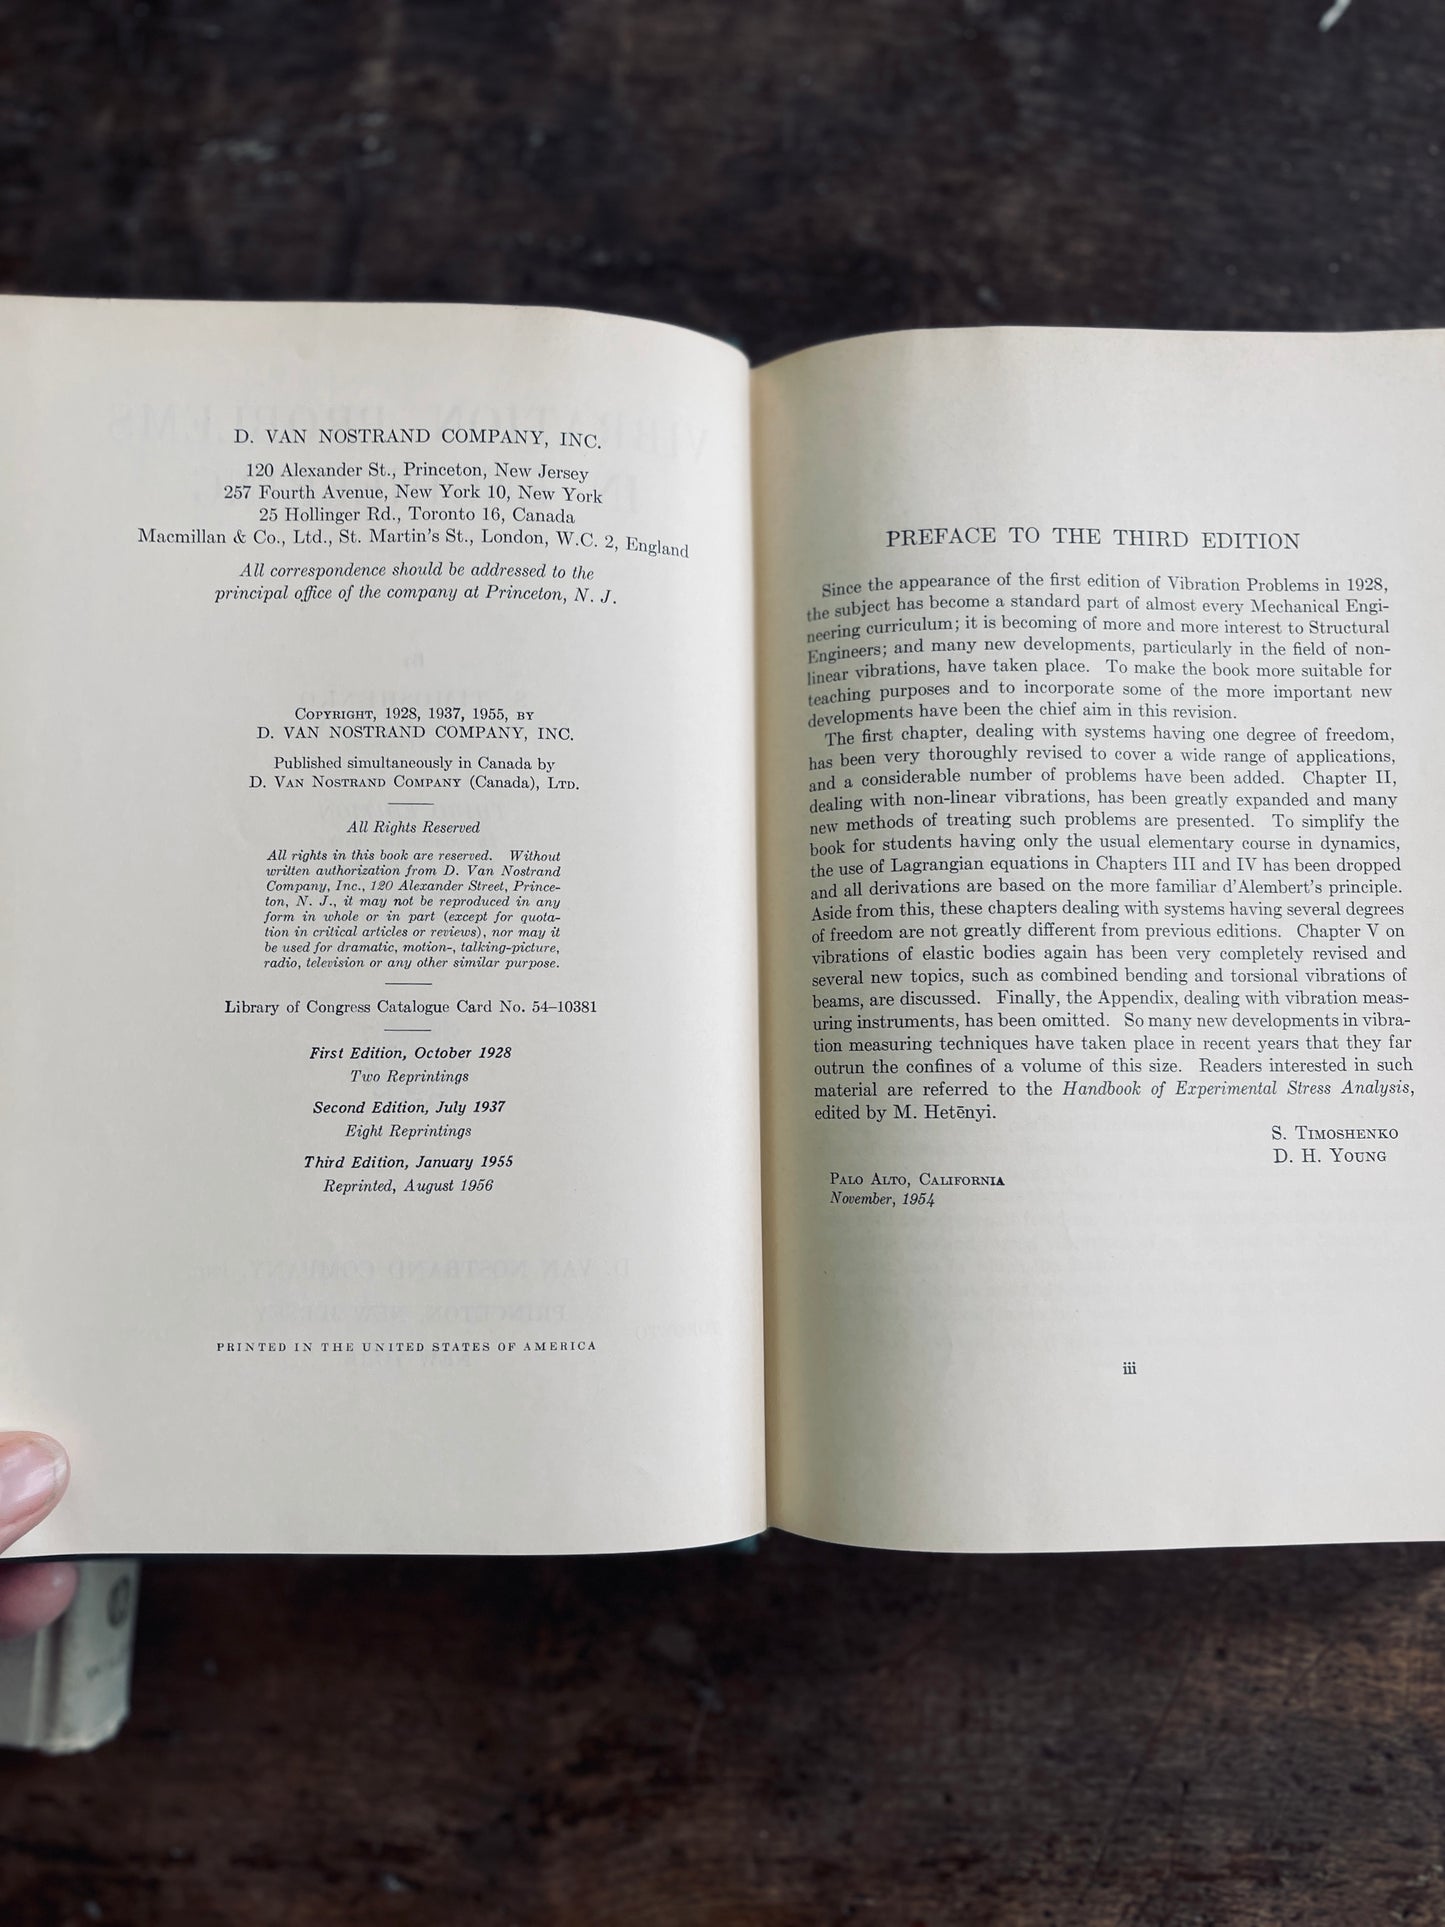 D. VAN NOSTRAND COMPANY, INC.
120 Alexander St., Princeton, New Jersey
257 Fourth Avenue, New York 10, New York
25 Hollinger Rd., Toronto 16, Canada
Macmillan & Co., Ltd., St. Martin's St., London, W.C. 2, England
All correspondence should be addressed to the
principal office of the company at Princeton, N. J.
COPYRIGHT, 1928, 1937, 1955, BY
D. VAN NOSTRAND COMPANY, INC.
Published simultaneously in Canada by
D. VAN NOSTRAND COMPANY (Canada), LTD.
All Rights Reserved
All rights in this book are reserved. Without
written authorization from D. Van Nostrand
Company, Inc., 120 Alexander Street, Prince-
ton, N. J., it may not be reproduced in any
form in whole or in part (except for quota-
tion in critical articles or reviews), nor may it
be used for dramatic, motion-, talking-picture,
radio, television or any other similar purpose.
Library of Congress Catalogue Card No. 54–10381
First Edition, October 1928
Two Reprintings
Second Edition, July 1937
Eight Reprintings
Third Edition, January 1955
Reprinted, August 1956
PRINTED IN THE UNITED STATES OF AMERICA
PREFACE TO THE THIRD EDITION
Since the appearance of the first edition of Vibration Problems in 1928,
the subject has become a standard part of almost every Mechanical Engi-
neering curriculum; it is becoming of more and more interest to Structural
Engineers; and many new developments, particularly in the field of non-
linear vibrations, have taken place. To make the book more suitable for
teaching purposes and to incorporate some of the more important new
developments have been the chief aim in this revision.
The first chapter, dealing with systems having one degree of freedom,
has been very thoroughly revised to cover a wide range of applications,
and a considerable number of problems have been added. Chapter II,
dealing with non-linear vibrations, has been greatly expanded and many
new methods of treating such problems are presented. To simplify the
book for students having only the usual elementary course in dynamics,
the use of Lagrangian equations in Chapters III and IV has been dropped
and all derivations are based on the more familiar d'Alembert's principle.
Aside from this, these chapters dealing with systems having several degrees
of freedom are not greatly different from previous editions. Chapter V on
vibrations of elastic bodies again has been very completely revised and
several new topics, such as combined bending and torsional vibrations of
beams, are discussed. Finally, the Appendix, dealing with vibration meas-
uring instruments, has been omitted. So many new developments in vibra-
tion measuring techniques have taken place in recent years that they far
outrun the confines of a volume of this size. Readers interested in such
material are referred to the Handbook of Experimental Stress Analysis,
edited by M. Hetēnyi.
S. TIMOSHENKO
D. H. YOUNG
PALO ALTO, CALIFORNIA
November, 1954
iii